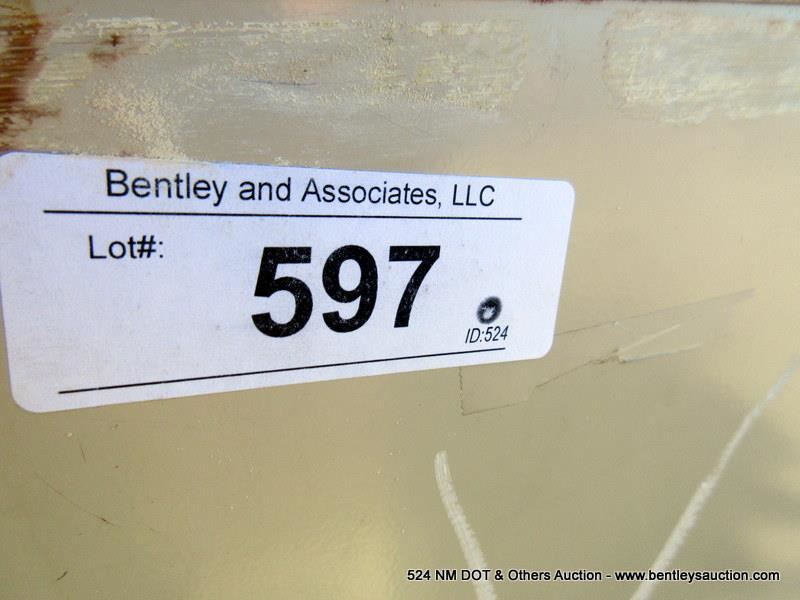 Bentley and Associates, LLC
Lot#:
597
ID:524
524 NM DOT & Others Auction - www.bentleysauction.com